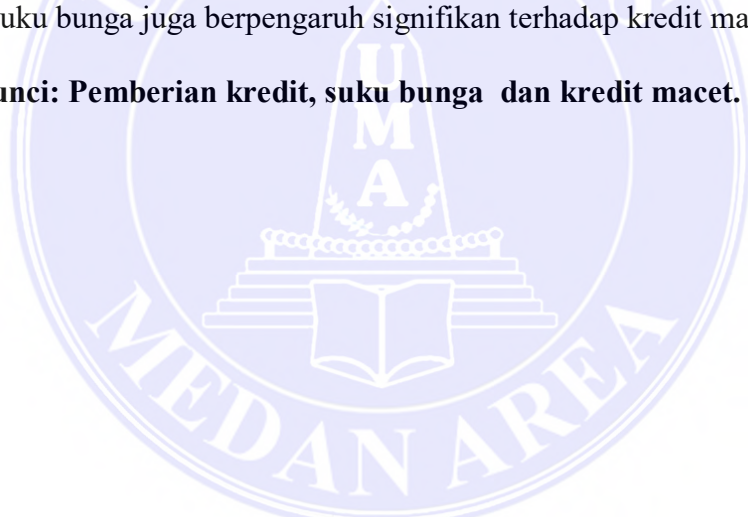 uku bunga juga berpengaruh signifikan terhadap kredit ma
unci: Pemberian kredit, suku bunga dan kredit macet.
U
M
A
MEDAN AREA